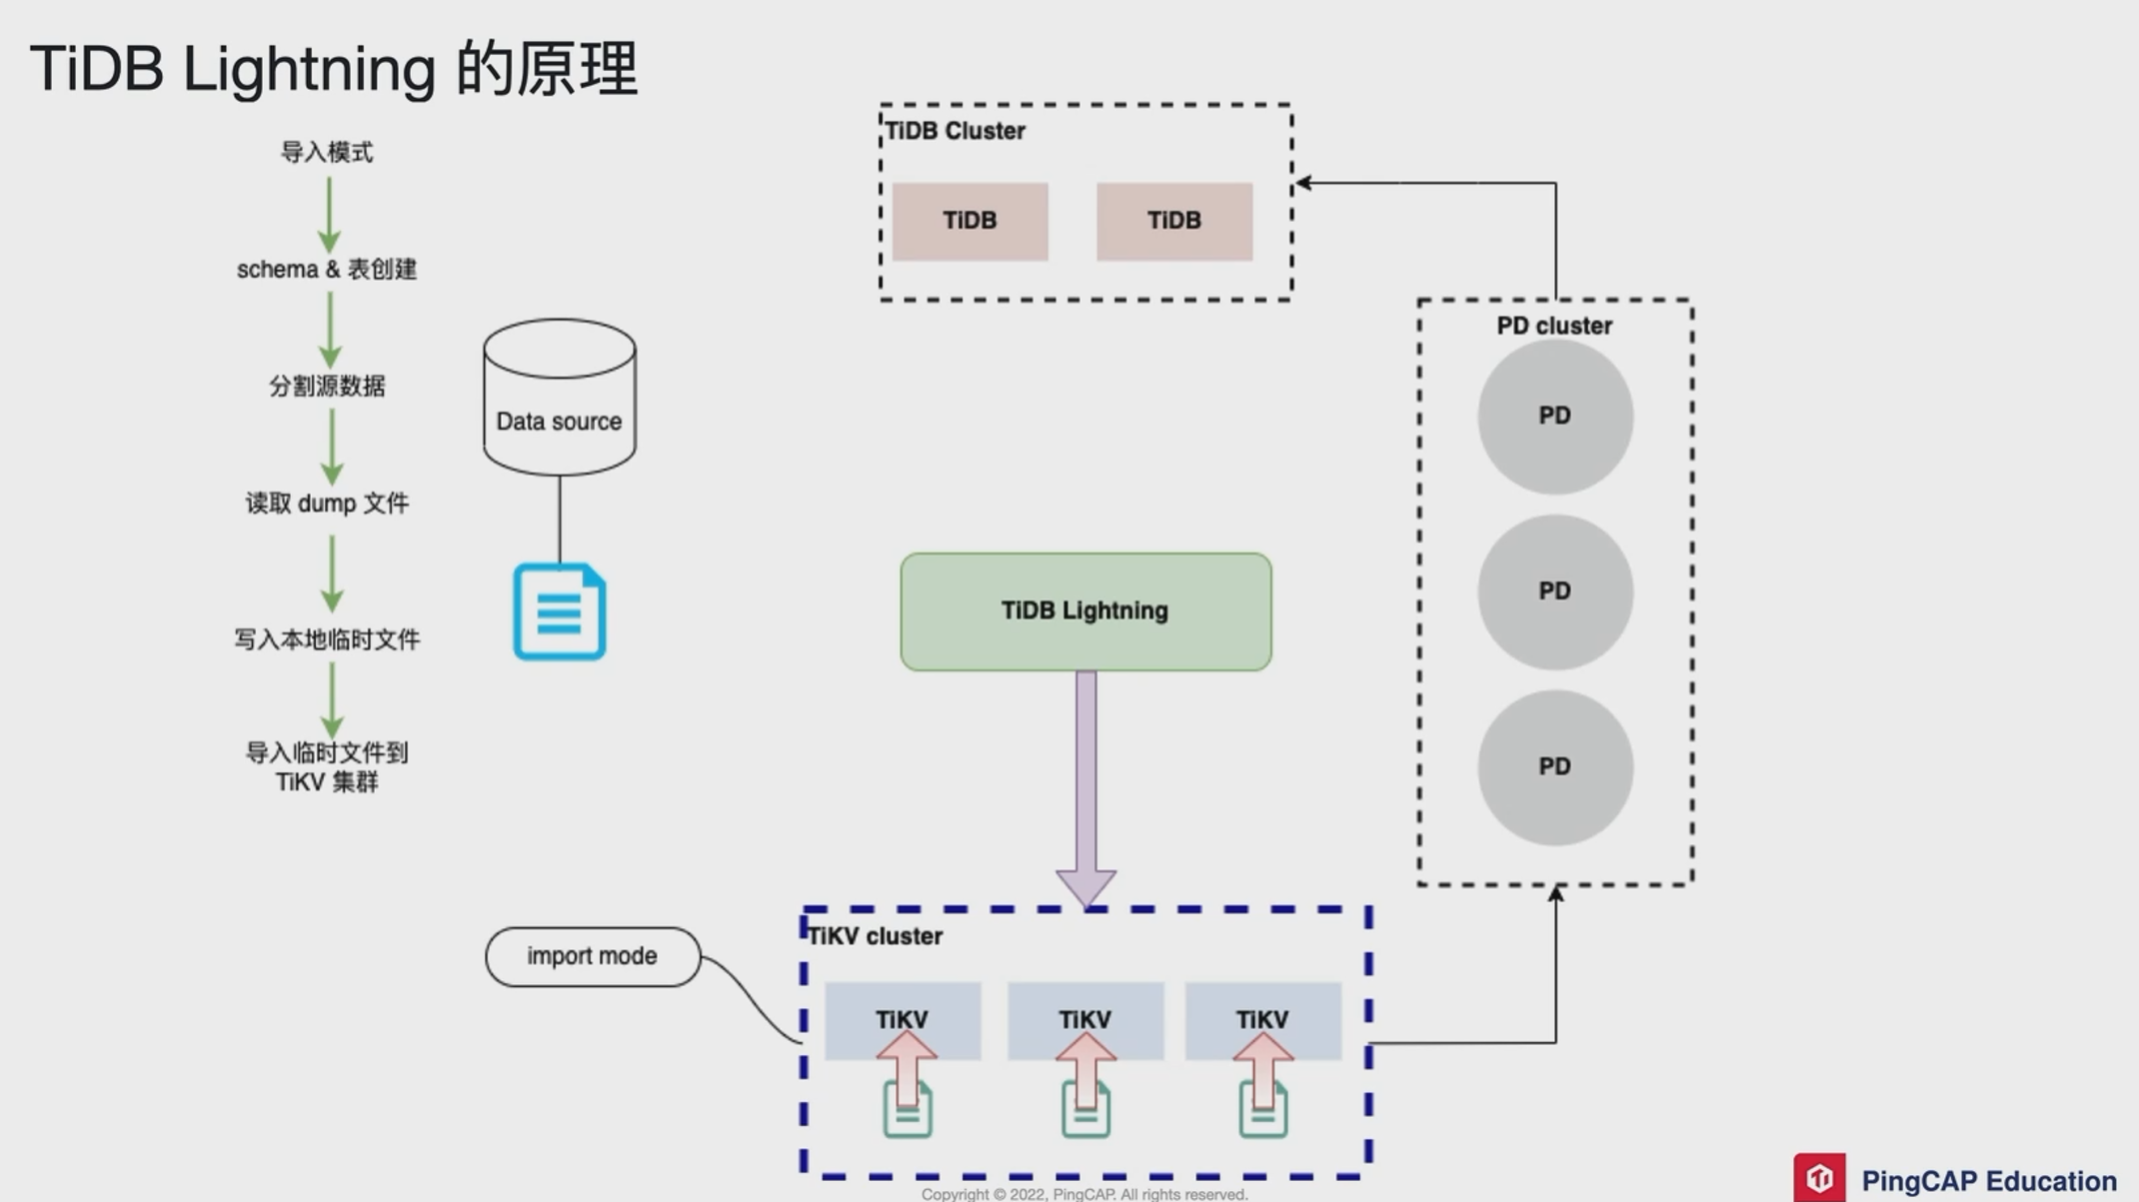 TiDB Lightning 的原理
导入模式
schema & 表创建
分割源数据
读取 dump 文件
写入本地临时文件
导入临时文件到
TiKV 集群
Data source
TiDB Cluster
TiDB
TiDB
PD cluster
PD
PD
PD
TiDB Lightning
import mode
TiKV cluster
TiKV
TiKV
TiKV
Copyright © 2022, PingCAP. All rights reserved.
PingCAP Education